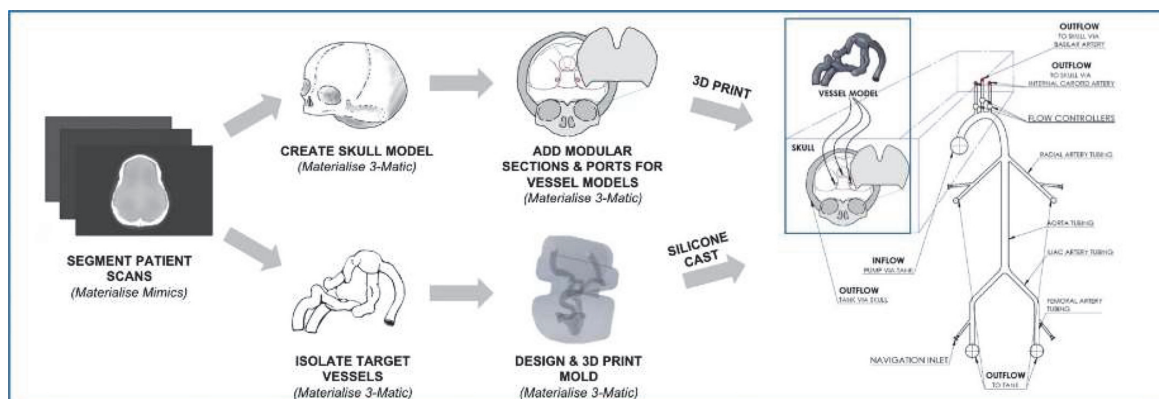 SEGMENT PATIENT
SCANS
(Materialise Mimics)
CREATE SKULL MODEL
(Materialise 3-Matic)
ADD MODULAR
SECTIONS & PORTS FOR
VESSEL MODELS
(Materialise 3-Matic)
3D PRINT
ISOLATE TARGET
VESSELS
(Materialise 3-Matic)
DESIGN & 3D PRINT
MOLD
(Materialise 3-Matic)
SILICONE
CAST
VESSEL MODEL
SKULL
OUTFLOW
TO SKULL VIA
BASILAR ARTERY
OUTFLOW
TO SKULL VIA
INTERNAL CAROTID ARTERY
FLOW CONTROLLERS
RADIAL ARTERY TUBING
AORTA TUBING
ILIAC ARTERY TUBING
INFLOW
PUMP VIA TANK
OUTFLOW
TANK VIA SKULL
FEMORAL ARTERY
TUBING
NAVIGATION INLET
OUTFLOW
TO TANK